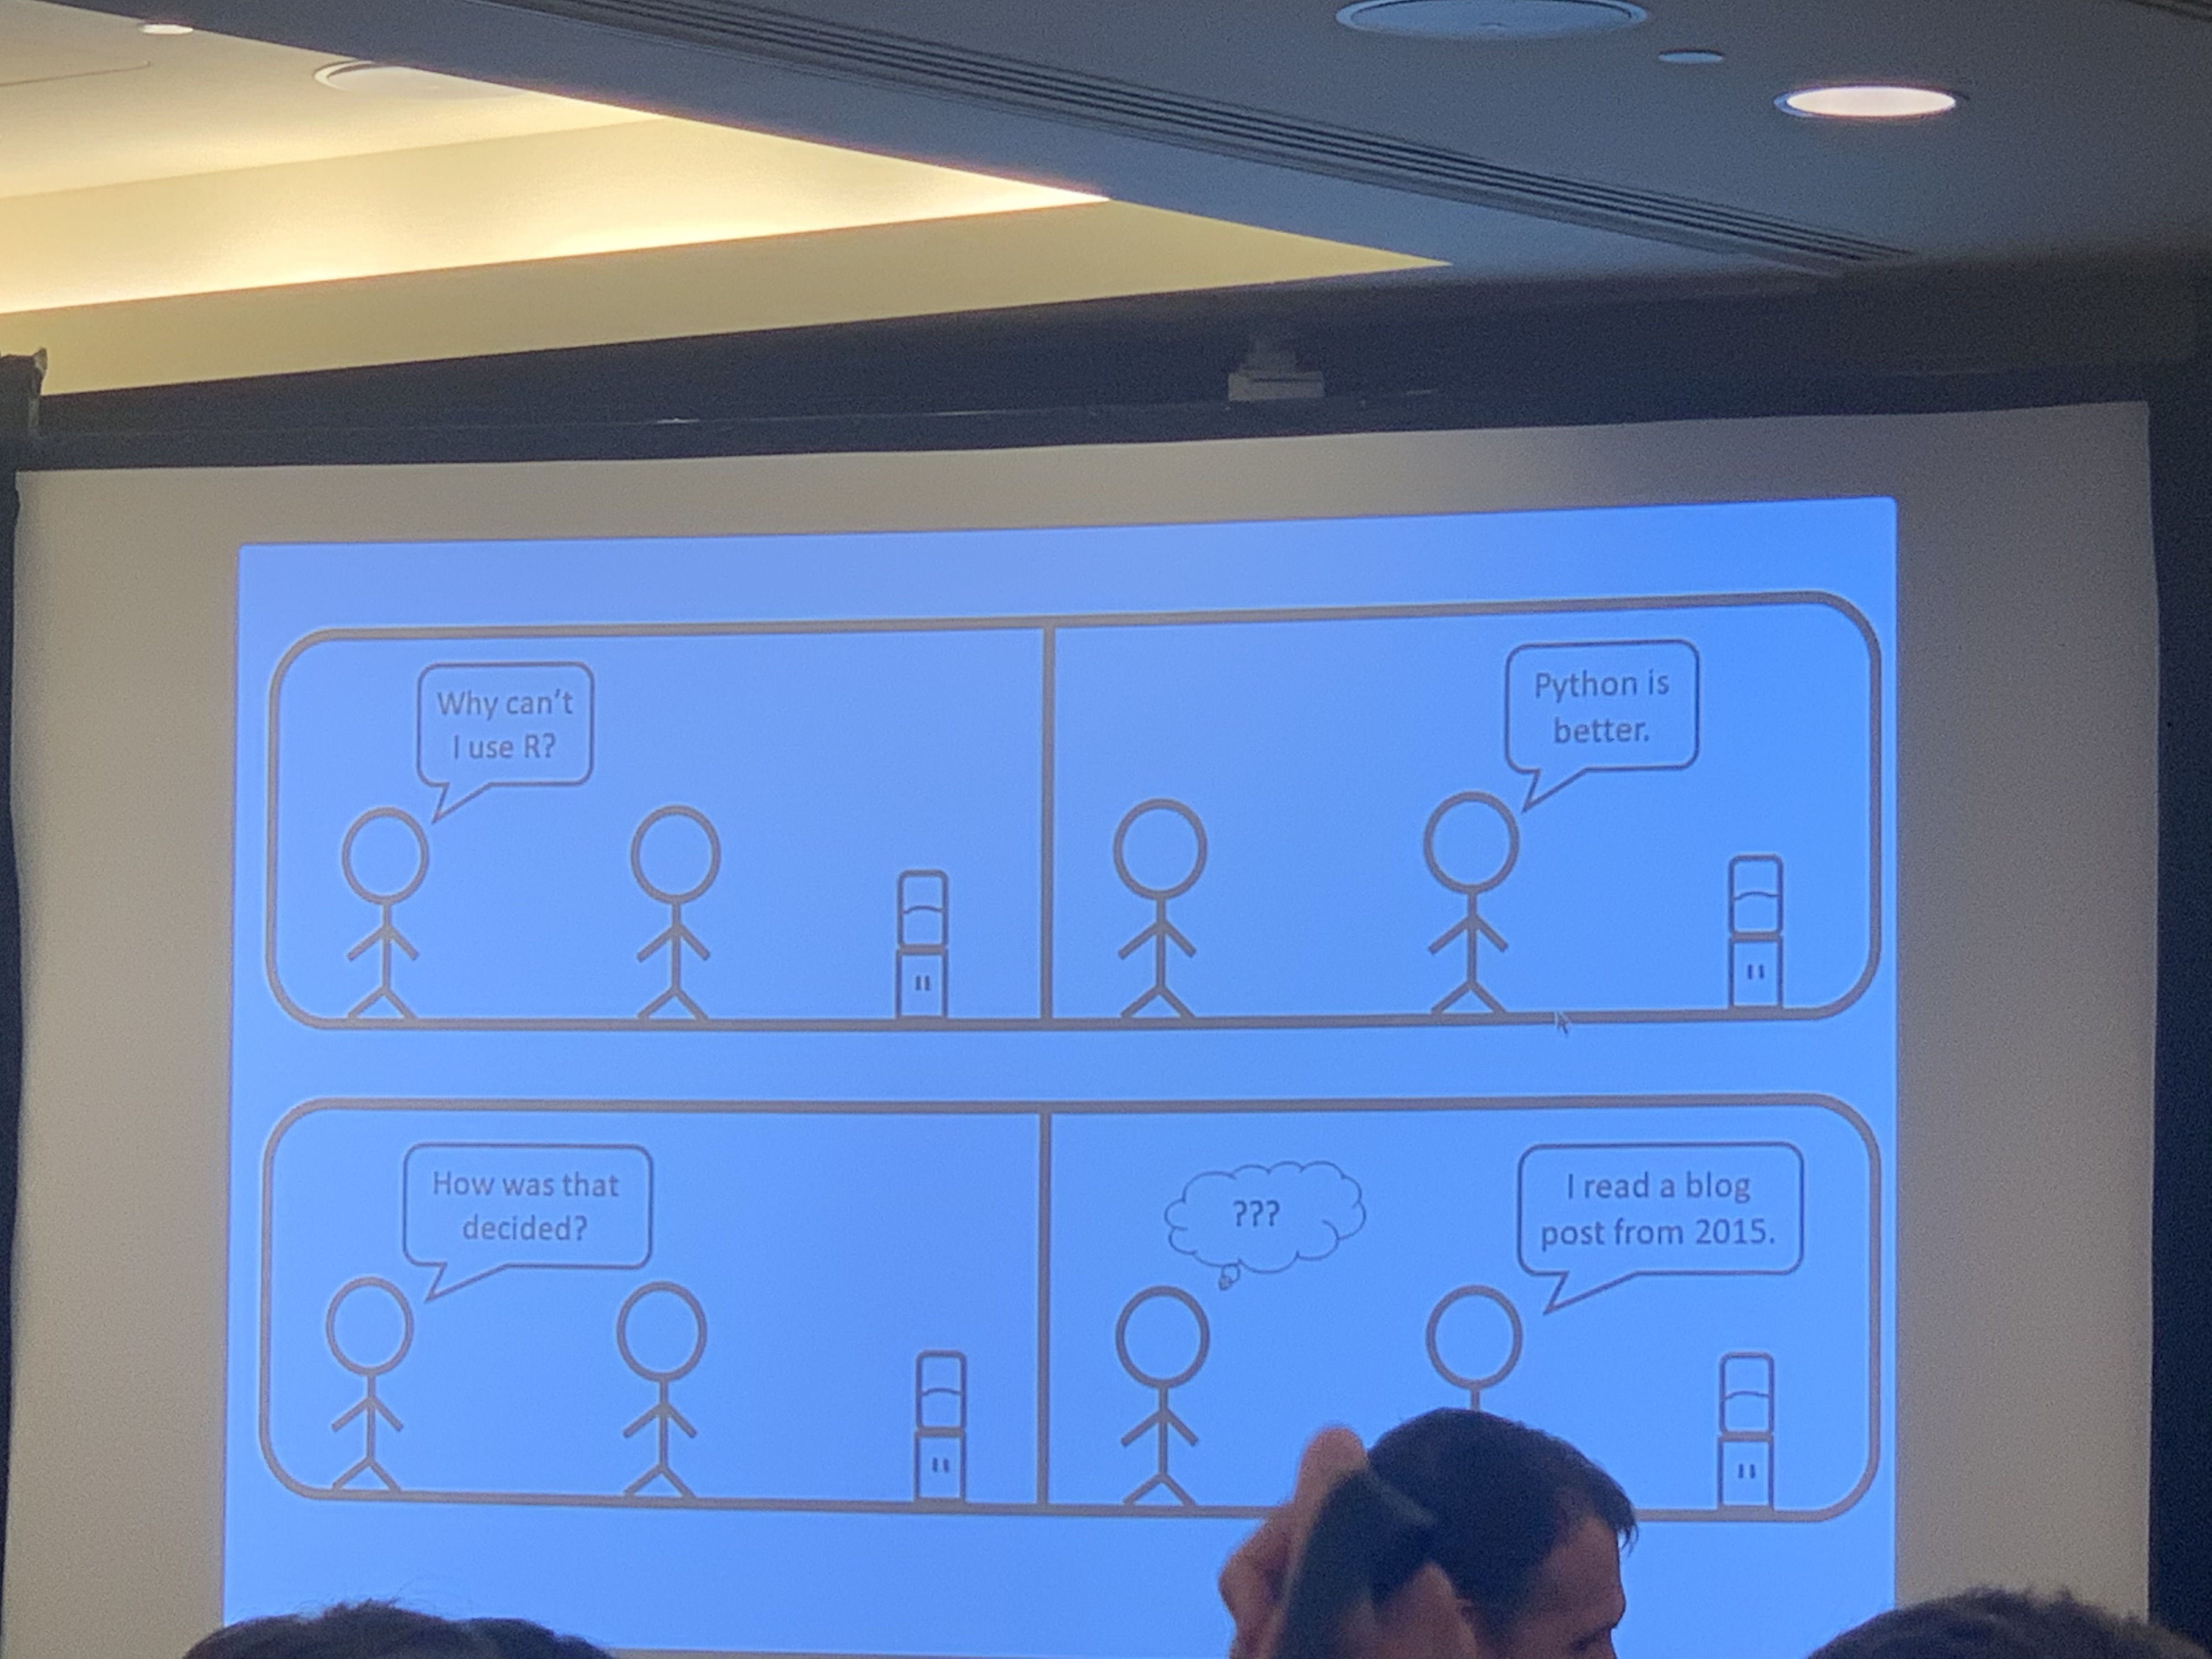 Why can't
I use R?
Python is
better.
How was that
decided?
???
I read a blog
post from 2015.